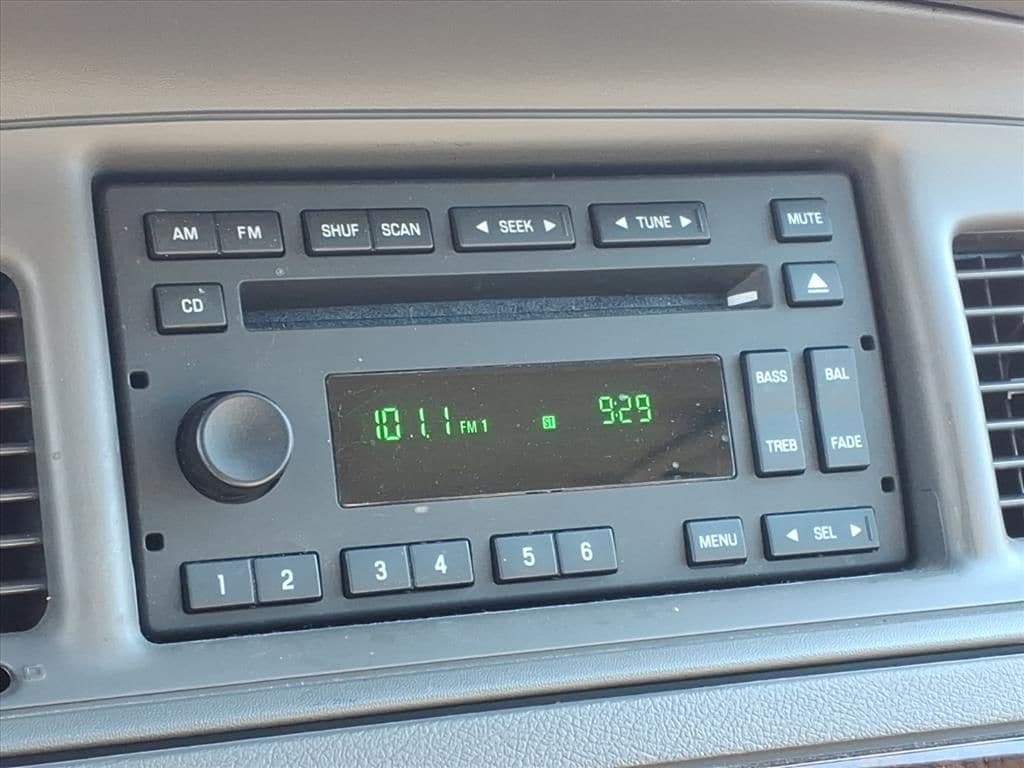 AM FM SHUF SCAN ◄ SEEK ► ◄ TUNE ► MUTE
CD
101.1 FM1 ST 9:29
BASS BAL
TREB FADE
1 2 3 4 5 6 MENU ◄ SEL ►